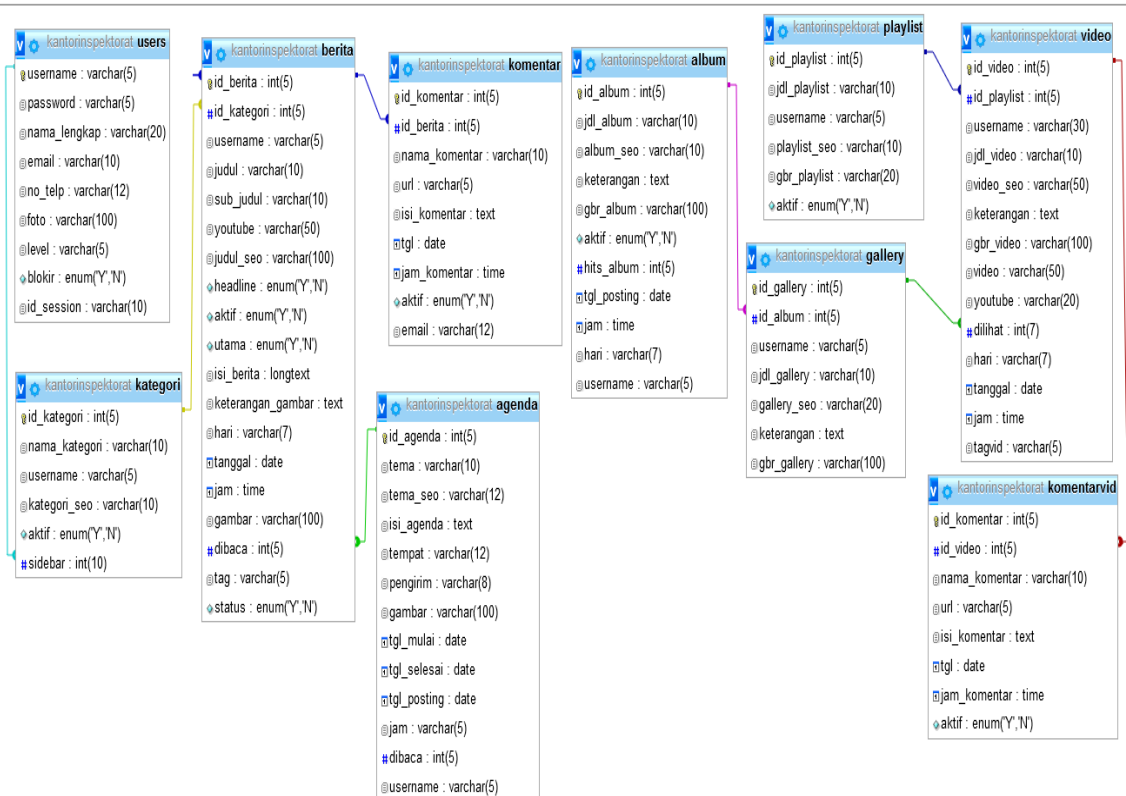 kantorinspektorat users
username : varchar(5)
password : varchar(5)
nama_lengkap : varchar(20)
email : varchar(10)
no_telp : varchar(12)
foto : varchar(100)
level : varchar(5)
blokir : enum('Y','N')
id_session : varchar(10)
kantorinspektorat kategori
id_kategori : int(5)
nama_kategori : varchar(10)
username : varchar(5)
kategori_seo : varchar(10)
aktif : enum('Y','N')
#sidebar : int(10)
kantorinspektorat berita
id_berita : int(5)
#id_kategori : int(5)
username : varchar(5)
judul : varchar(10)
sub_judul : varchar(10)
youtube : varchar(50)
judul_seo : varchar(100)
headline : enum('Y','N')
aktif : enum('Y','N')
utama : enum('Y','N')
isi_berita : longtext
keterangan_gambar : text
hari : varchar(7)
tanggal : date
jam : time
gambar : varchar(100)
#dibaca : int(5)
tag : varchar(5)
status : enum('Y','N')
kantorinspektorat komentar
id_komentar : int(5)
#id_berita : int(5)
nama_komentar : varchar(10)
url : varchar(5)
isi_komentar : text
tgl : date
jam_komentar : time
aktif : enum('Y','N')
email : varchar(12)
kantorinspektorat agenda
id_agenda : int(5)
tema : varchar(10)
tema_seo : varchar(12)
isi_agenda : text
tempat : varchar(12)
pengirim : varchar(8)
gambar : varchar(100)
tgl_mulai : date
tgl_selesai : date
tgl_posting : date
jam : varchar(5)
#dibaca : int(5)
username : varchar(5)
kantorinspektorat album
id_album : int(5)
jdl_album : varchar(10)
album_seo : varchar(10)
keterangan : text
gbr_album : varchar(100)
aktif : enum('Y','N')
#hits_album : int(5)
tgl_posting : date
jam : time
hari : varchar(7)
username : varchar(5)
kantorinspektorat playlist
id_playlist : int(5)
jdl_playlist : varchar(10)
username : varchar(5)
playlist_seo : varchar(10)
gbr_playlist : varchar(20)
aktif : enum('Y','N')
kantorinspektorat gallery
id_gallery : int(5)
#id_album : int(5)
username : varchar(5)
jdl_gallery : varchar(10)
gallery_seo : varchar(20)
keterangan : text
gbr_gallery : varchar(100)
kantorinspektorat video
id_video : int(5)
#id_playlist : int(5)
username : varchar(30)
jdl_video : varchar(10)
video_seo : varchar(50)
keterangan : text
gbr_video : varchar(100)
video : varchar(50)
youtube : varchar(20)
#dilihat : int(7)
hari : varchar(7)
tanggal : date
jam : time
tagvid : varchar(5)
kantorinspektorat komentarvid
id_komentar : int(5)
#id_video : int(5)
nama_komentar : varchar(10)
url : varchar(5)
isi_komentar : text
tgl : date
jam_komentar : time
aktif : enum('Y','N')